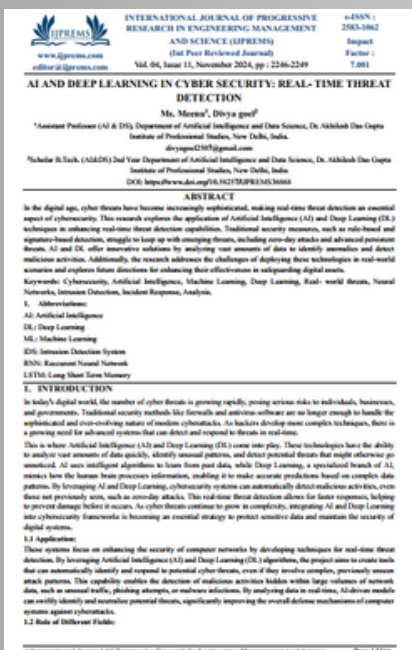 IJPREMS
www.ijprems.com
editor@ijprems.com
INTERNATIONAL JOURNAL OF PROGRESSIVE
RESEARCH IN ENGINEERING MANAGEMENT
AND SCIENCE (IJPREMS)
(Int Peer Reviewed Journal)
Vol. 04, Issue 11, November 2024, pp : 2246-2249
e-ISSN :
2583-1062
Impact
Factor :
7.001
AI AND DEEP LEARNING IN CYBER SECURITY: REAL- TIME THREAT
DETECTION
Ms. Meenu¹, Divya goel²
¹Assistant Professor (AI & DS), Department of Artificial Intelligence and Data Science, Dr. Akhilesh Das Gupta
Institute of Professional Studies, New Delhi, India.
divyagoel2507@gmail.com
²Scholar B.Tech. (AI&DS) 2nd Year Department of Artificial Intelligence and Data Science, Dr. Akhilesh Das Gupta
Institute of Professional Studies, New Delhi, India.
DOI: https://www.doi.org/
ABSTRACT
In the digital age, cyber threats have become increasingly sophisticated, making real-time threat detection an essential
aspect of cybersecurity. This research explores the application of Artificial Intelligence (AI) and Deep Learning (DL)
techniques in enhancing real-time threat detection capabilities. Traditional security measures, such as rule-based and
signature-based detection, struggle to keep up with emerging threats, including zero-day attacks and advanced persistent
threats. AI and DL offer innovative solutions by analyzing vast amounts of data to identify anomalies and detect
malicious activities. Additionally, the research addresses the challenges of deploying these technologies in real-world
scenarios and explores future directions for enhancing their effectiveness in safeguarding digital assets.
Keywords: Cybersecurity, Artificial Intelligence, Machine Learning, Deep Learning, Real- world threats, Neural
Networks, Intrusion Detection, Incident Response, Analysis.
1. Abbreviations:
AI: Artificial Intelligence
DL: Deep Learning
ML: Machine Learning
IDS: Intrusion Detection System
RNN: Recurrent Neural Network
LSTM: Long Short Term Memory
1. INTRODUCTION
In today's digital world, the number of cyber threats is growing rapidly, posing serious risks to individuals, businesses,
and governments. Traditional security methods like firewalls and antivirus software are no longer enough to handle the
sophisticated and ever-evolving nature of modern cyberattacks. As hackers develop more complex techniques, there is
a growing need for advanced systems that can detect and respond to threats in real-time.
This is where Artificial Intelligence (AI) and Deep Learning (DL) come into play. These technologies have the ability
to analyze vast amounts of data quickly, identify unusual patterns, and detect potential threats that might otherwise go
unnoticed. AI uses intelligent algorithms to learn from past data, while Deep Learning, a specialized branch of AI,
mimics how the human brain processes information, enabling it to make accurate predictions based on complex data
patterns. By leveraging AI and Deep Learning, cybersecurity systems can automatically detect malicious activities, even
those not previously seen, such as zero-day attacks. This real-time threat detection allows for faster responses, helping
to prevent damage before it occurs. As cyber threats continue to grow in complexity, integrating AI and Deep Learning
into cybersecurity frameworks is becoming an essential strategy to protect sensitive data and maintain the security of
digital systems.
1.1 Application:
These systems focus on enhancing the security of computer networks by developing techniques for real-time threat
detection. By leveraging Artificial Intelligence (AI) and Deep Learning (DL) algorithms, the project aims to create tools
that can automatically identify and respond to potential cyber threats, even if they involve complex, previously unseen
attack patterns. This capability enables the detection of malicious activities hidden within large volumes of network
data, such as unusual traffic, phishing attempts, or malware infections. By analyzing data in real-time, AI-driven models
can swiftly identify and neutralize potential threats, significantly improving the overall defense mechanisms of computer
systems against cyberattacks.
1.2 Role of Different Fields: